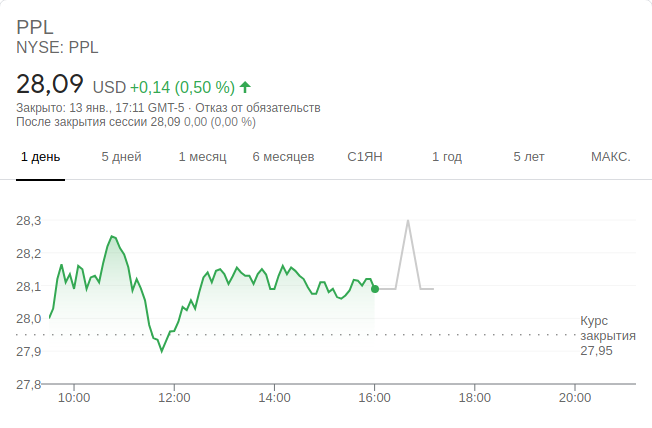 PPL
NYSE: PPL
28,09 USD +0,14 (0,50 %)
Закрыто: 13 янв., 17:11 GMT-5 · Отказ от обязательств
После закрытия сессии 28,09 0,00 (0,00 %)
1 день 5 дней 1 месяц 6 месяцев С1ЯН 1 год 5 лет МАКС.
28,3
28,2
28,1
28,0
27,9
27,8
Курс
закрытия
27,95
10:00 12:00 14:00 16:00 18:00 20:00